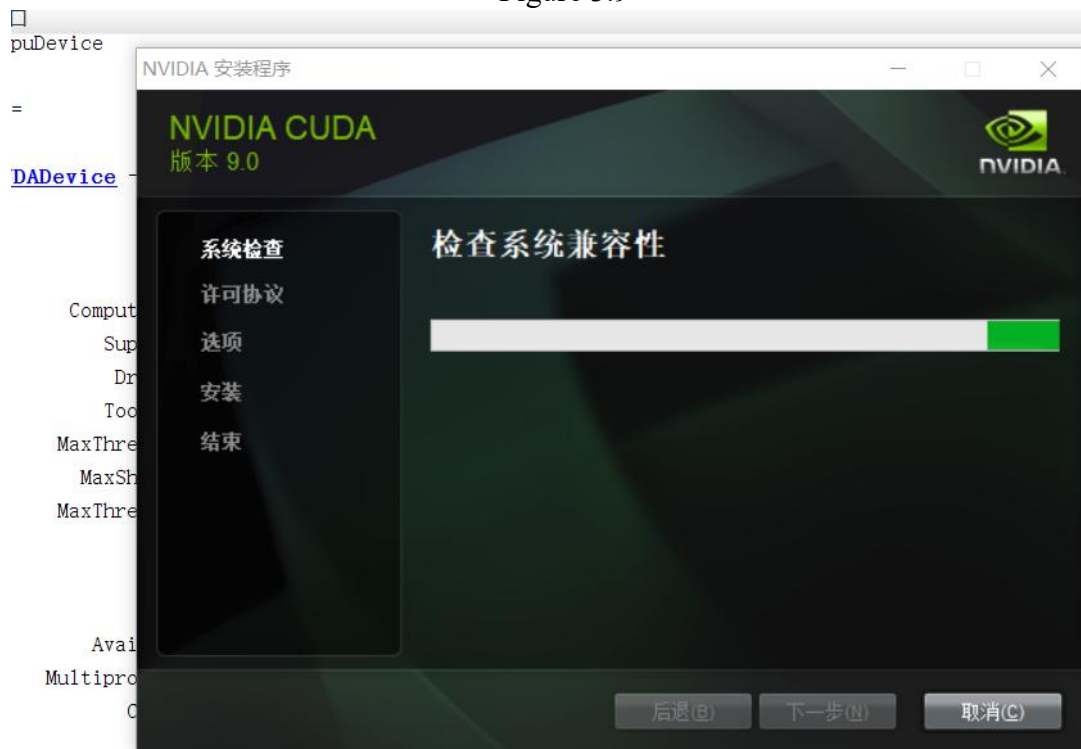 puDevice
NVIDIA 安装程序
=
NVIDIA CUDA
版本 9.0
NVIDIA.
DADevice
系统检查
检查系统兼容性
许可协议
Comput
选项
Sup
Dr
安装
Too
结束
MaxThre
MaxSh
MaxThre
Avai
Multipro
C
后退(B)
下一步(N)
取消(C)